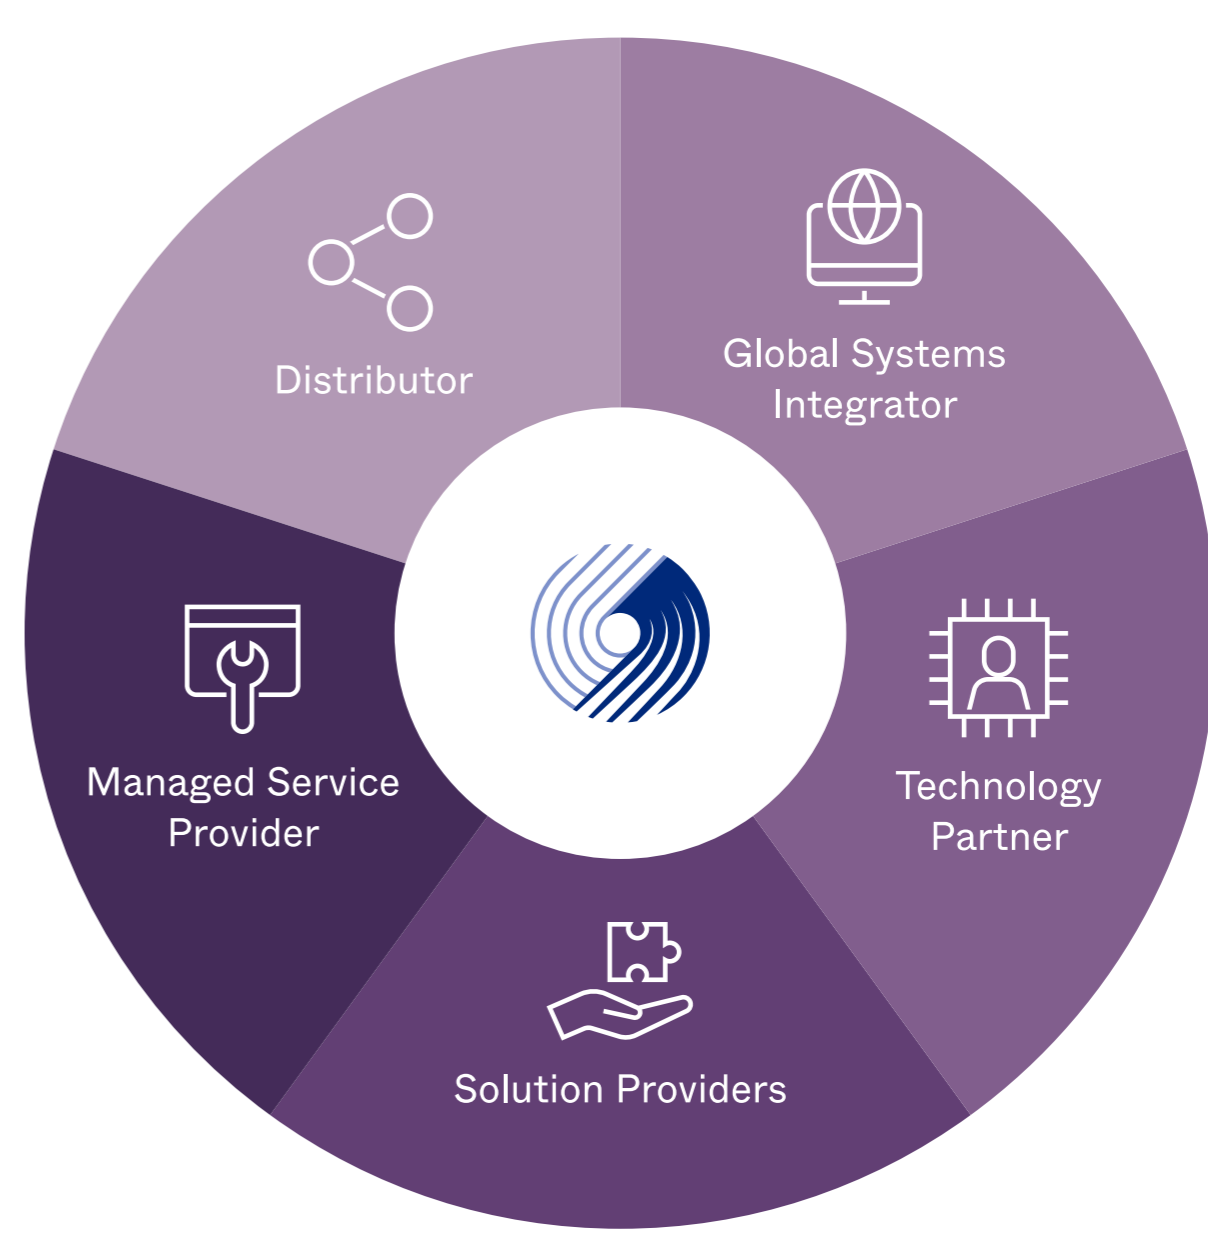 Distributor
Global Systems
Integrator
Technology
Partner
Solution Providers
Managed Service
Provider